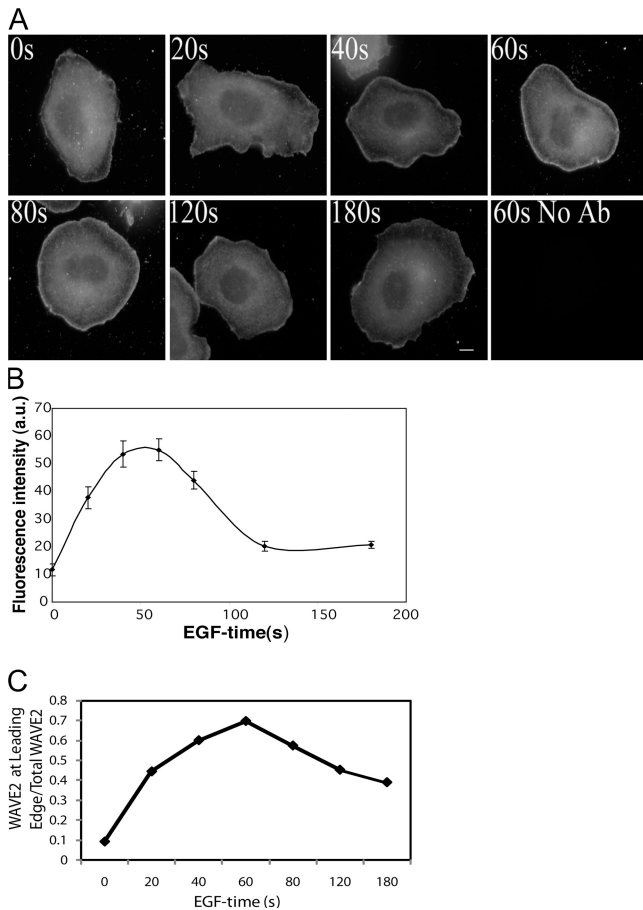 A
0s
20s
40s
60s
80s
120s
180s
60s No Ab
B
Fluorescence intensity (a.u.)
70
60
50
40
30
20
10
0
0
50
100
150
200
EGF-time(s)
C
WAVE2 at Leading
Edge/Total WAVE2
0.8
0.7
0.6
0.5
0.4
0.3
0.2
0.1
0
0
20
40
60
80
120
180
EGF-time (s)